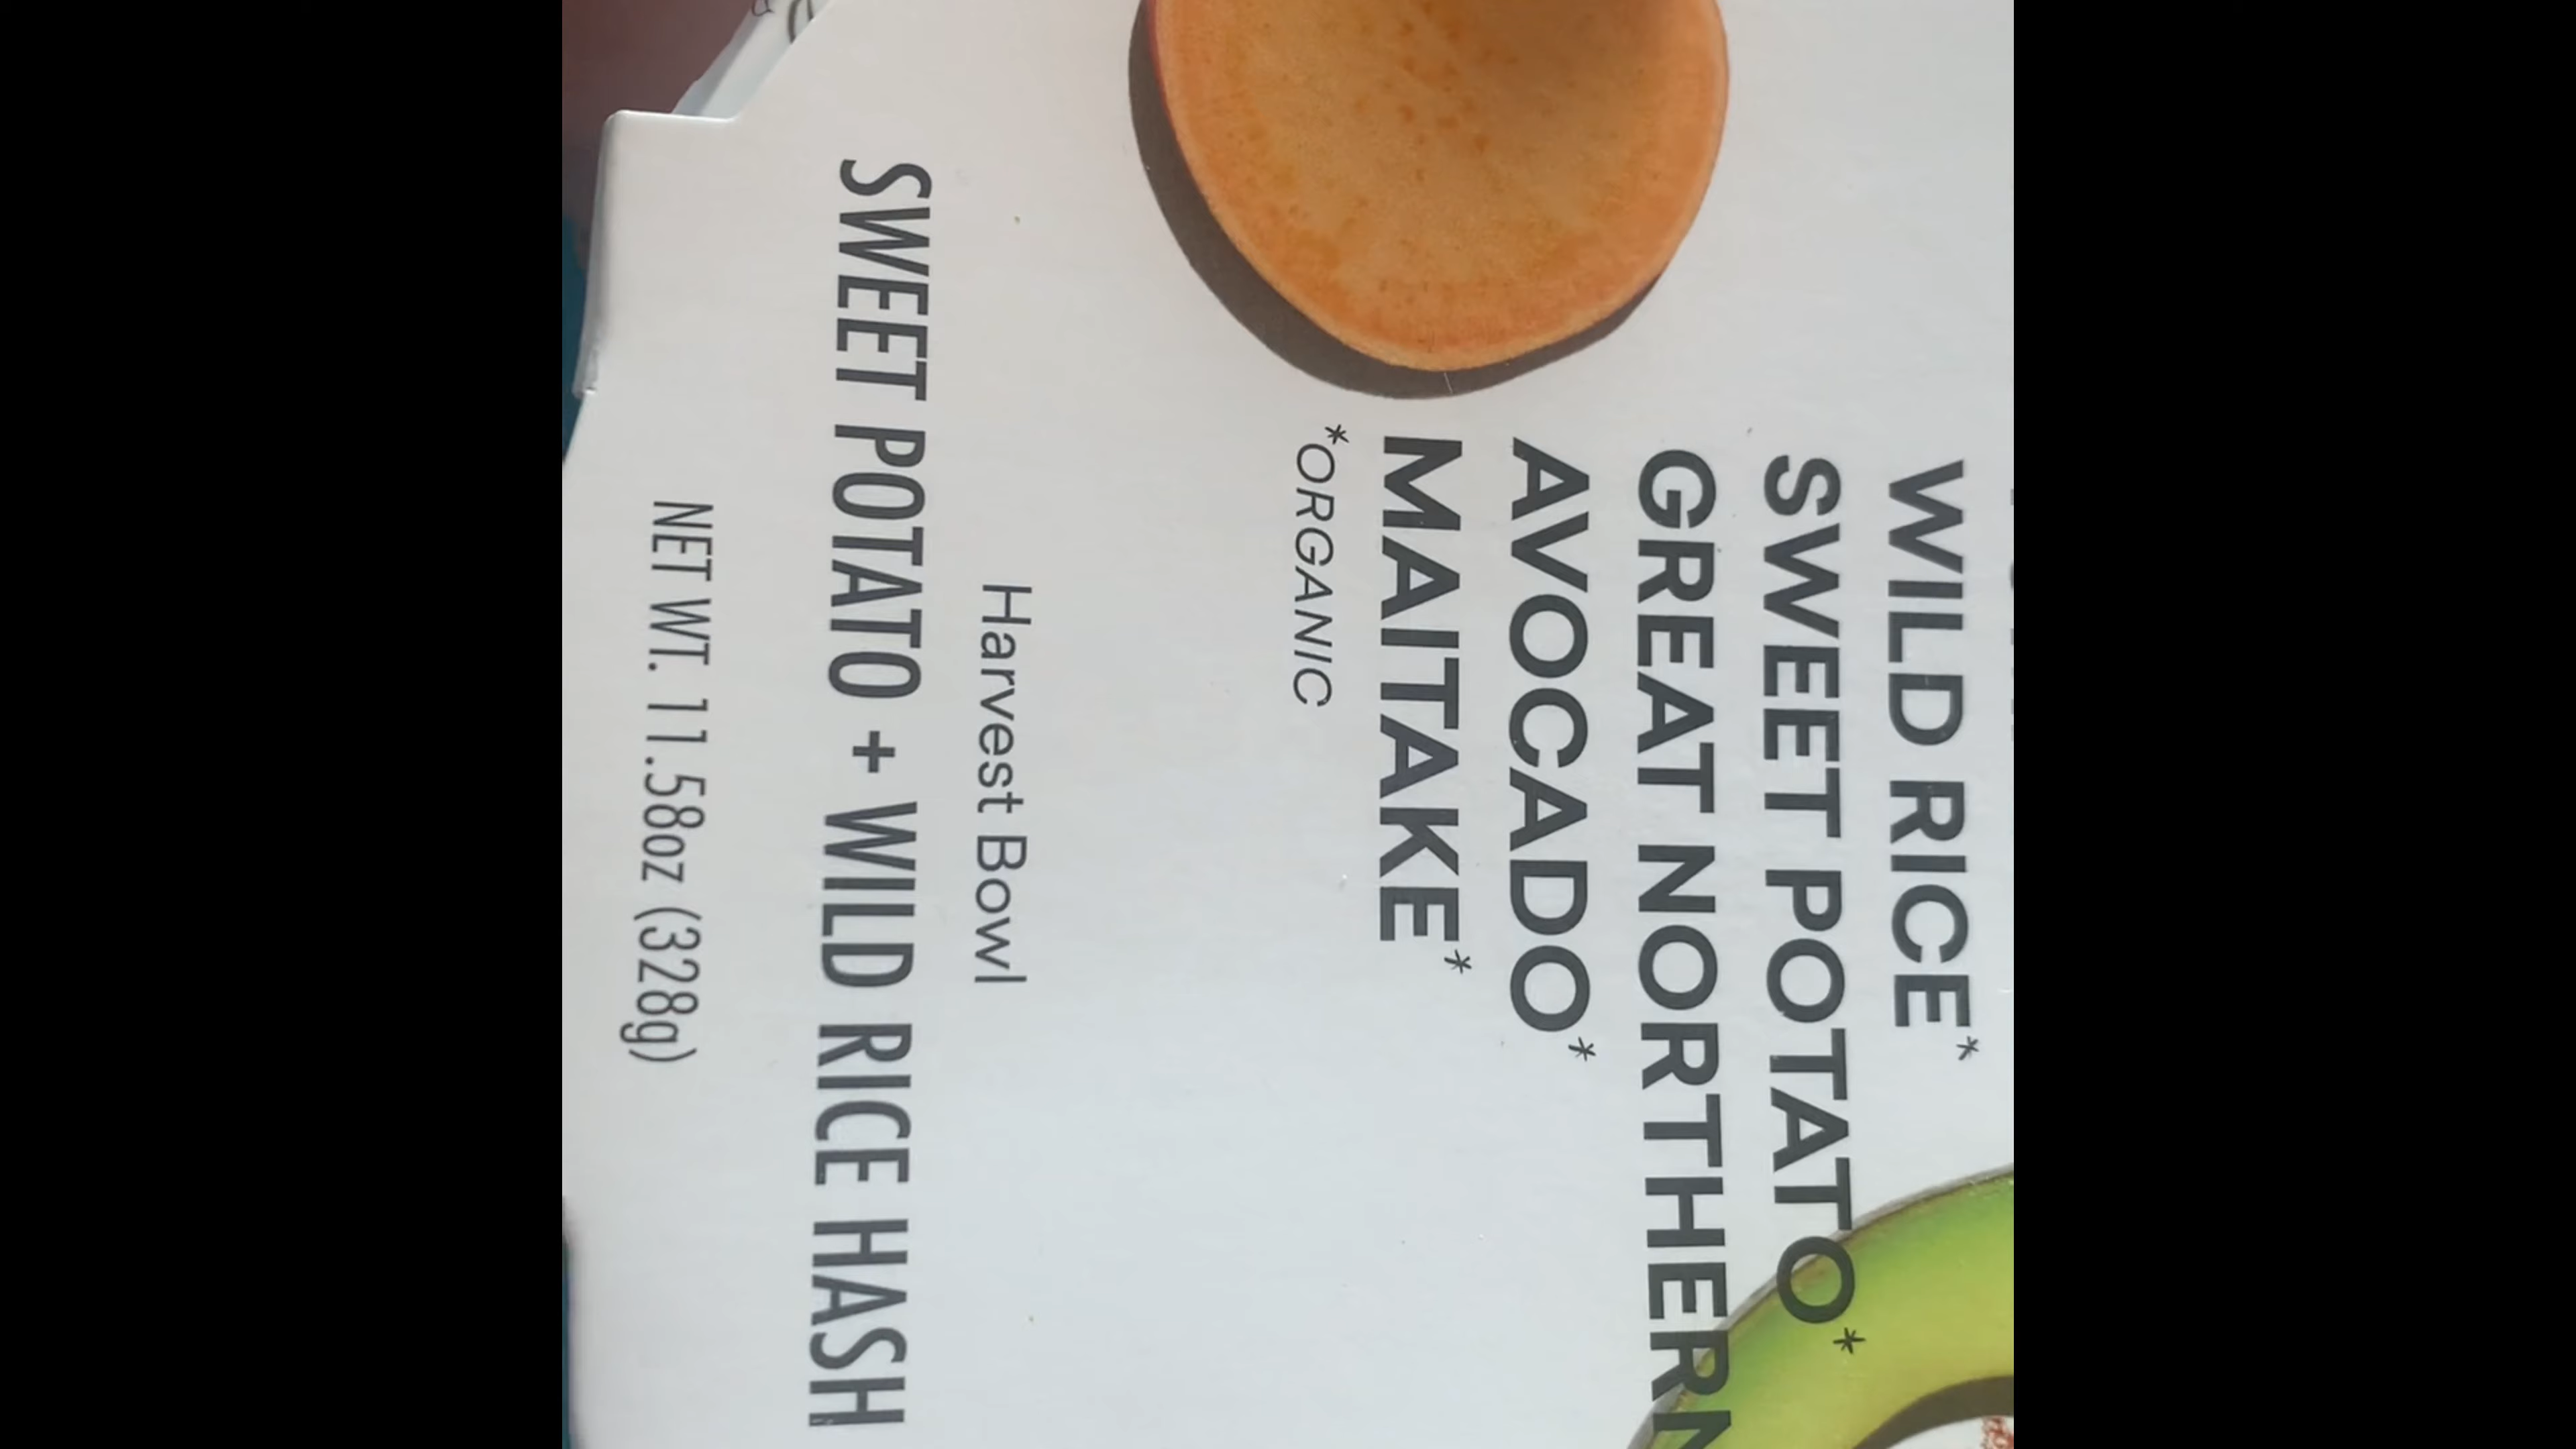 WILD RICE*
SWEET POTATO*
GREAT NORTHERN
AVOCADO*
MAITAKE*
*ORGANIC
Harvest Bowl
SWEET POTATO + WILD RICE HASH
NET WT. 11.58oz (328g)